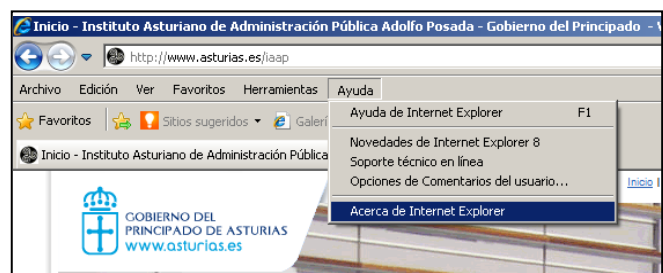 Inicio - Instituto Asturiano de Administración Pública Adolfo Posada - Gobierno del Principado -
http://www.asturias.es/iaap
Archivo Edición Ver Favoritos Herramientas Ayuda
Favoritos Sitios sugeridos Galerí
Inicio - Instituto Asturiano de Administración Pública
Ayuda de Internet Explorer F1
Novedades de Internet Explorer 8
Soporte técnico en línea
Opciones de Comentarios del usuario...
Acerca de Internet Explorer
Inicio |
GOBIERNO DEL
PRINCIPADO DE ASTURIAS
www.asturias.es